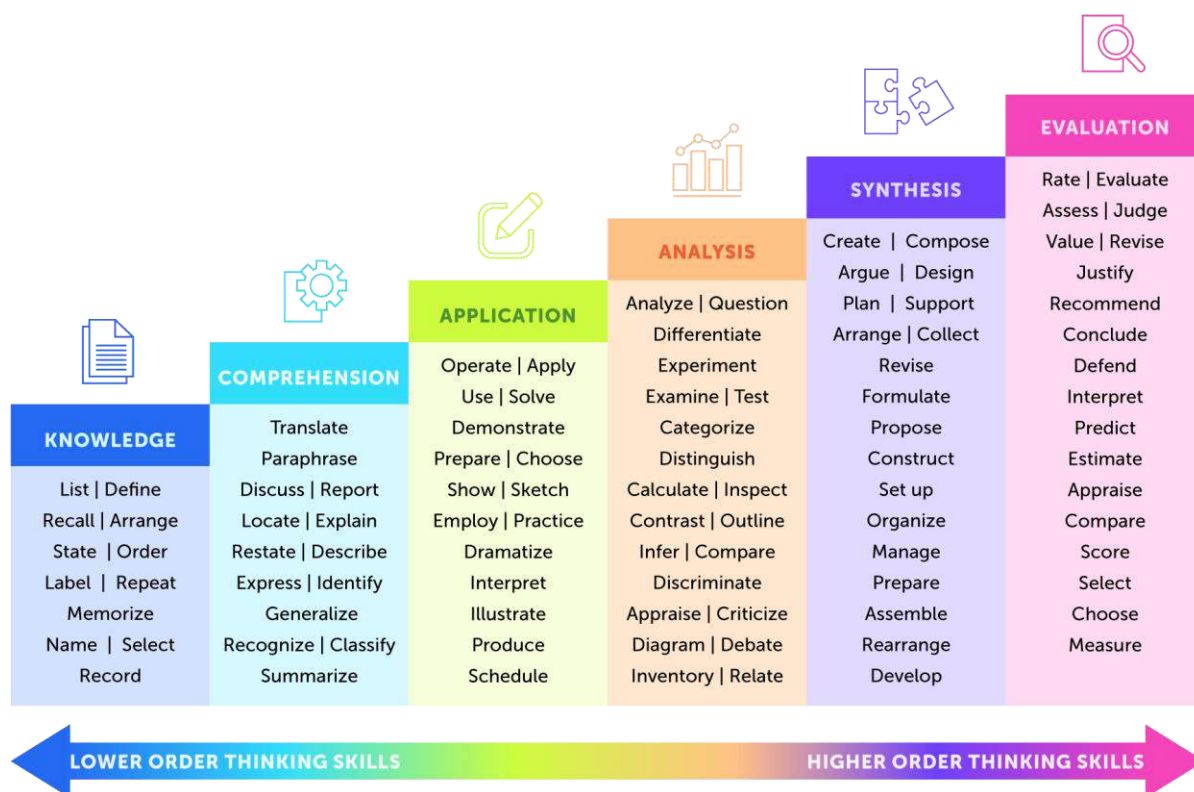 KNOWLEDGE
List | Define
Recall | Arrange
State | Order
Label | Repeat
Memorize
Name | Select
Record
COMPREHENSION
Translate
Paraphrase
Discuss | Report
Locate | Explain
Restate | Describe
Express | Identify
Generalize
Recognize | Classify
Summarize
APPLICATION
Operate | Apply
Use | Solve
Demonstrate
Prepare | Choose
Show | Sketch
Employ | Practice
Dramatize
Interpret
Illustrate
Produce
Schedule
ANALYSIS
Analyze | Question
Differentiate
Experiment
Examine | Test
Categorize
Distinguish
Calculate | Inspect
Contrast | Outline
Infer | Compare
Discriminate
Appraise | Criticize
Diagram | Debate
Inventory | Relate
SYNTHESIS
Create | Compose
Argue | Design
Plan | Support
Arrange | Collect
Revise
Formulate
Propose
Construct
Set up
Organize
Manage
Prepare
Assemble
Rearrange
Develop
EVALUATION
Rate | Evaluate
Assess | Judge
Value | Revise
Justify
Recommend
Conclude
Defend
Interpret
Predict
Estimate
Appraise
Compare
Score
Select
Choose
Measure
LOWER ORDER THINKING SKILLS
HIGHER ORDER THINKING SKILLS